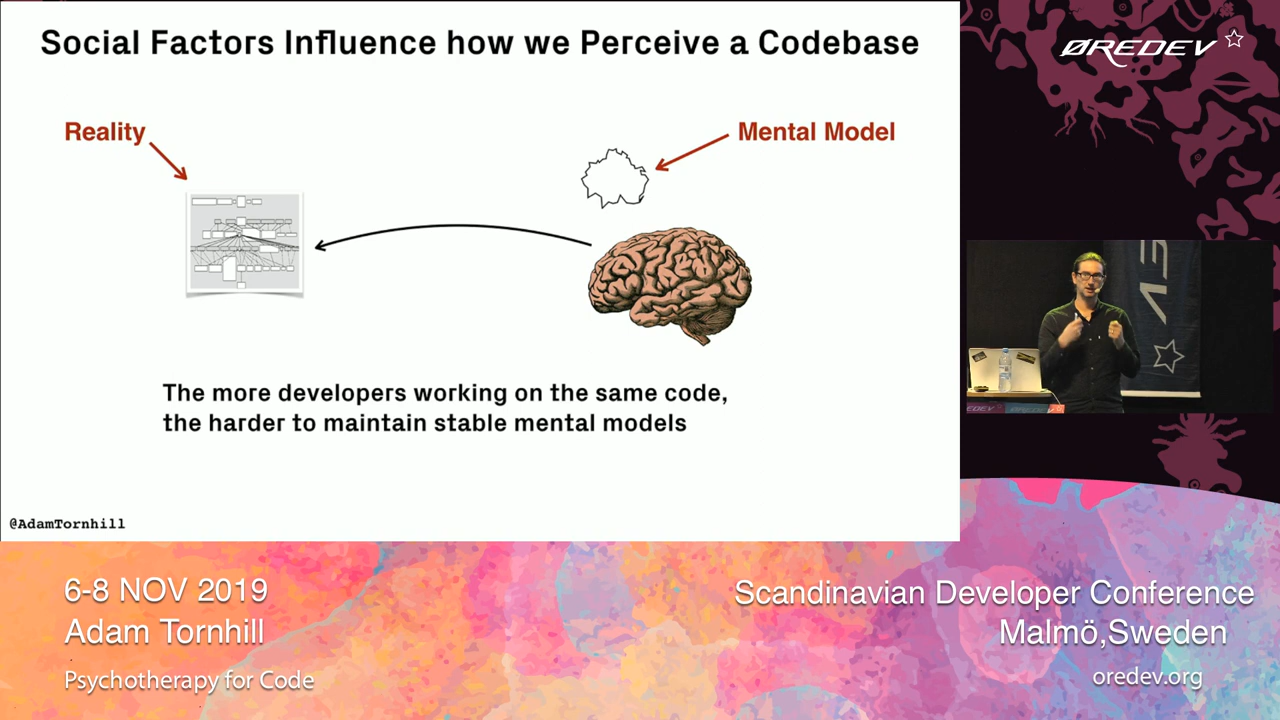 Social Factors Influence how we Perceive a Codebase
Reality
Mental Model
The more developers working on the same code,
the harder to maintain stable mental models
@AdamTornhill
ØREDEV
EV
6-8 NOV 2019
Adam Tornhill
Psychotherapy for Code
Scandinavian Developer Conference
Malmö,Sweden
oredev.org